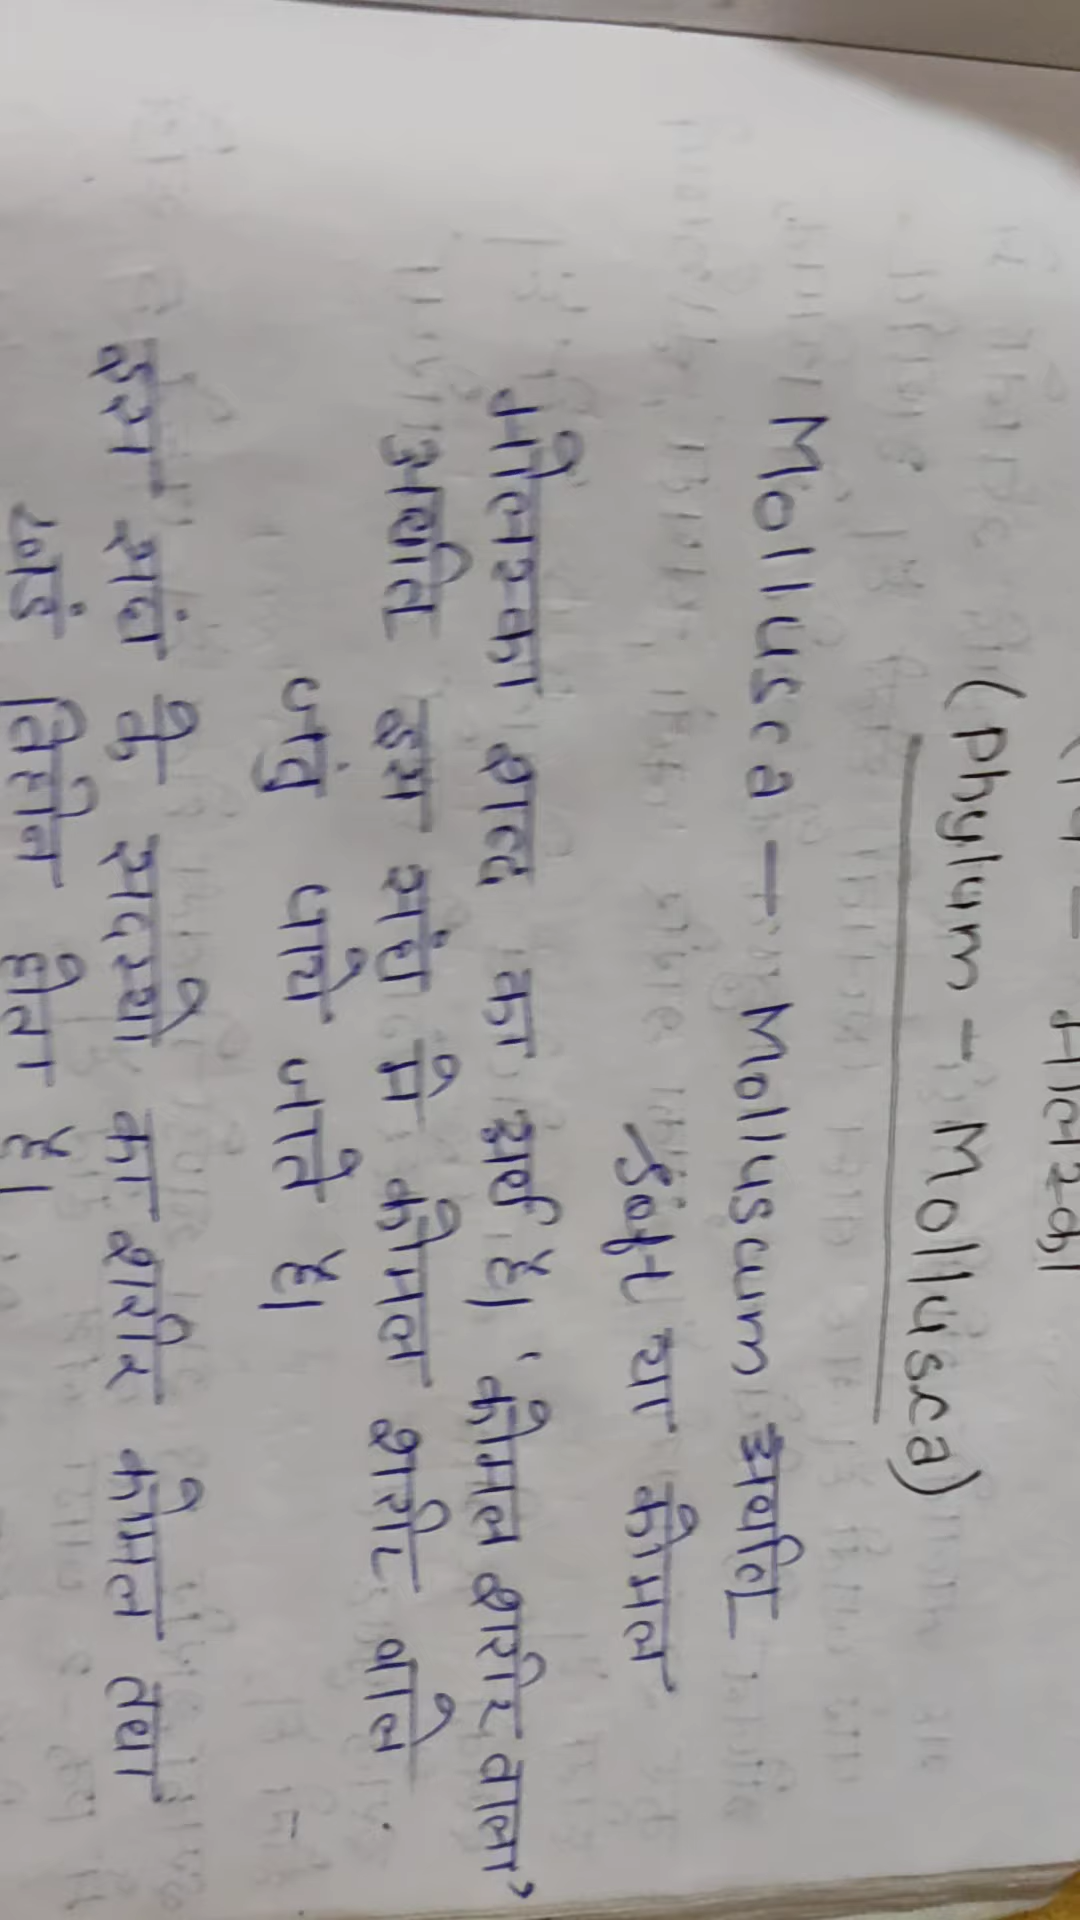 मोलस्का
(Phylum - Mollusca)
Mollusca → Molluscum अर्थात
Soft या कोमल
मोलस्का शब्द का अर्थ है। 'कोमल शरीर वाला'
अर्थात इस संघ में कोमल शरीर वाले
जंतु पाये जाते है।
इस संघ के सदस्यो का शरीर कोमल तथा
खंड विहीन होता है।